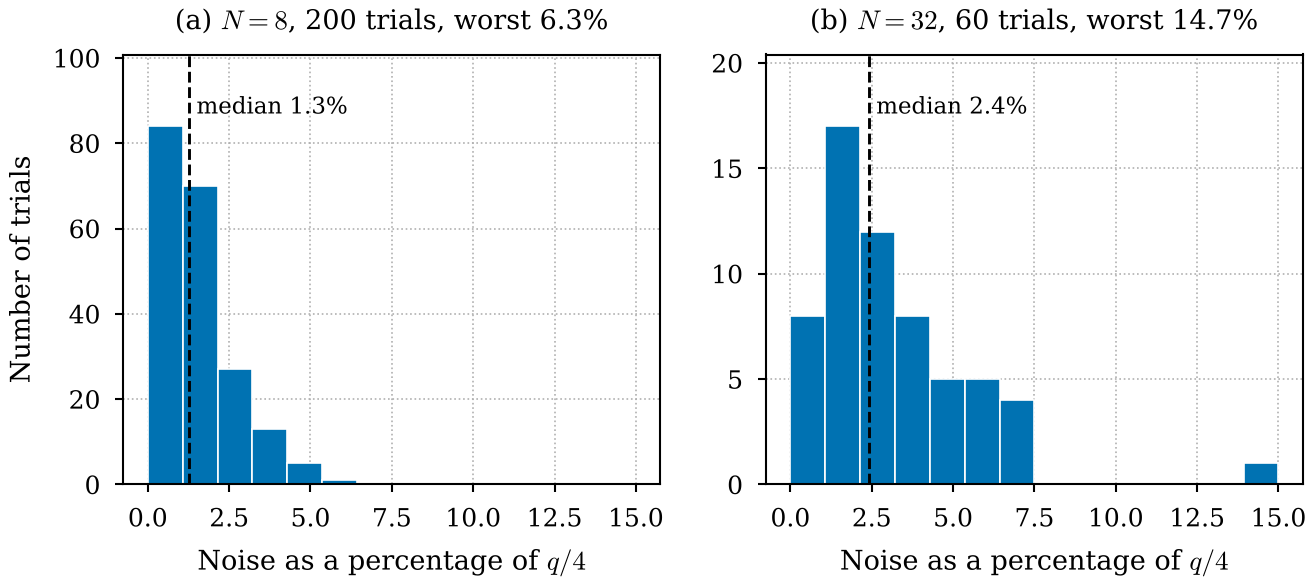 (a) N = 8, 200 trials, worst 6.3%
Number of trials
100
80
60
40
20
0
median 1.3%
0.0 2.5 5.0 7.5 10.0 12.5 15.0
Noise as a percentage of q/4
(b) N = 32, 60 trials, worst 14.7%
20
15
10
5
0
median 2.4%
0.0 2.5 5.0 7.5 10.0 12.5 15.0
Noise as a percentage of q/4